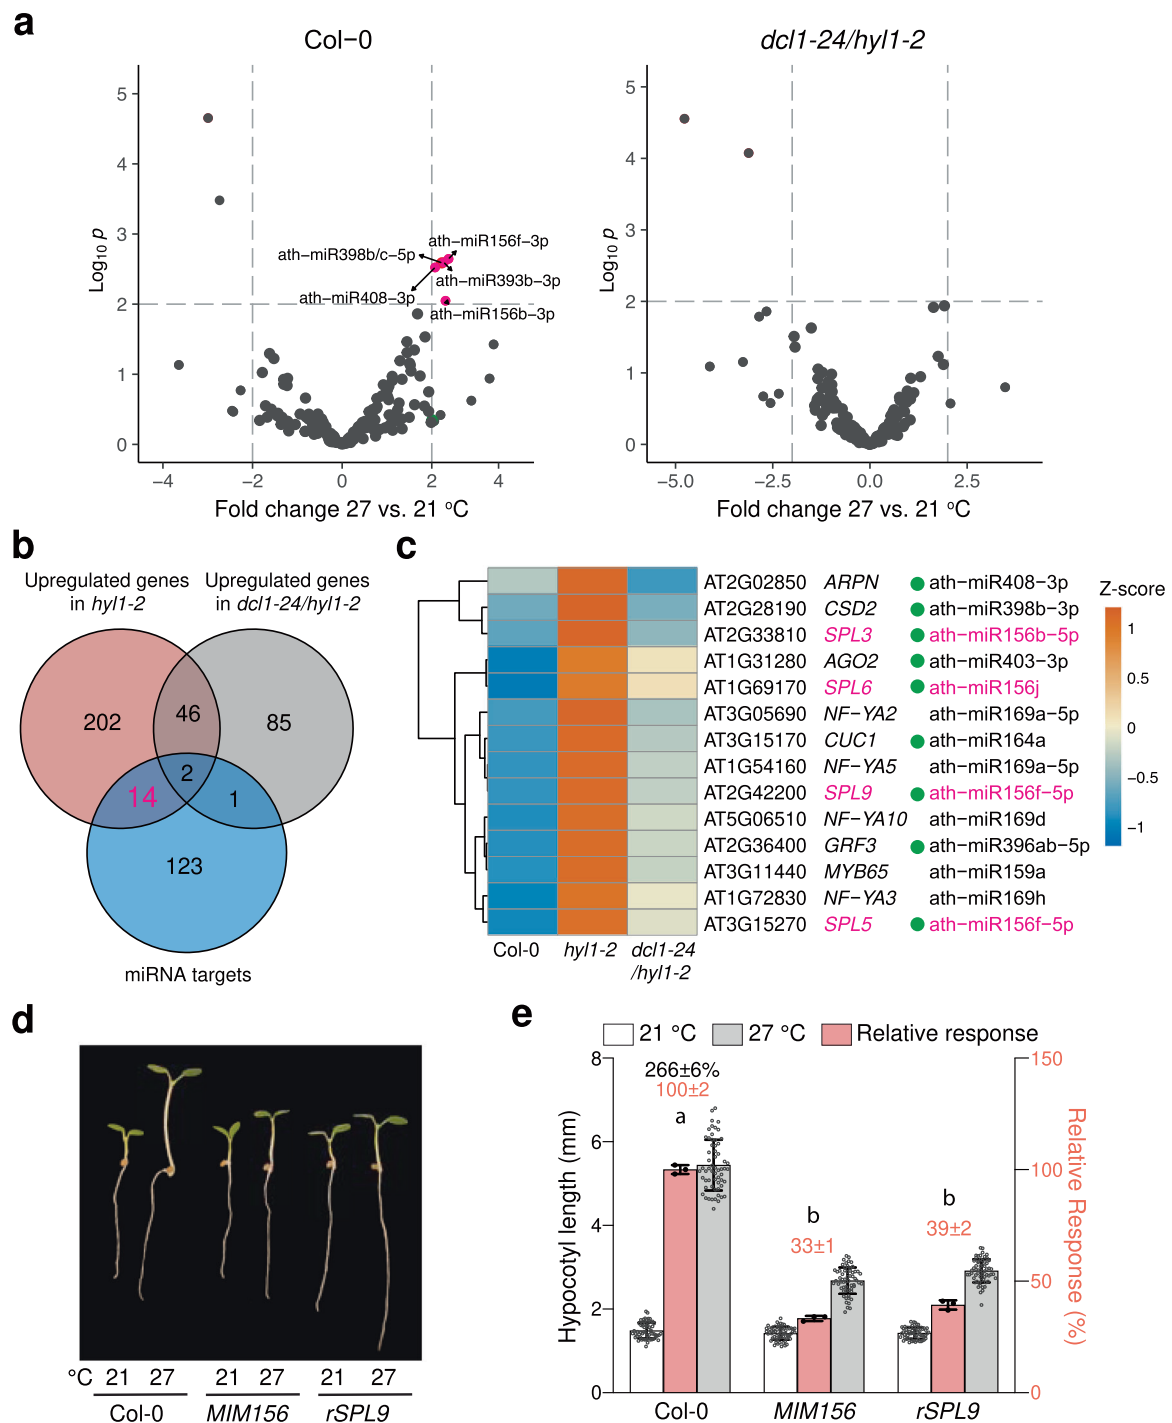 a
Col−0
dcl1-24/hyl1-2
Log10 p
5
4
3
2
1
0
ath−miR156f−3p
ath−miR398b/c−5p
ath−miR393b−3p
ath−miR408−3p
ath−miR156b−3p
−4
−2
0
2
4
Fold change 27 vs. 21 °C
Log10 p
5
4
3
2
1
0
−5.0
−2.5
0.0
2.5
Fold change 27 vs. 21 °C
b
Upregulated genes
in hyl1-2
Upregulated genes
in dcl1-24/hyl1-2
202
46
85
2
14
1
123
miRNA targets
c
AT2G02850 ARPN ath−miR408−3p
AT2G28190 CSD2 ath−miR398b−3p
AT2G33810 SPL3 ath−miR156b−5p
AT1G31280 AGO2 ath−miR403−3p
AT1G69170 SPL6 ath−miR156j
AT3G05690 NF−YA2 ath−miR169a−5p
AT3G15170 CUC1 ath−miR164a
AT1G54160 NF−YA5 ath−miR169a−5p
AT2G42200 SPL9 ath−miR156f−5p
AT5G06510 NF−YA10 ath−miR169d
AT2G36400 GRF3 ath−miR396ab−5p
AT3G11440 MYB65 ath−miR159a
AT1G72830 NF−YA3 ath−miR169h
AT3G15270 SPL5 ath−miR156f−5p
Col-0
hyl1-2
dcl1-24
/hyl1-2
Z−score
1
0.5
0
−0.5
−1
d
°C 21 27 21 27 21 27
Col-0 MIM156 rSPL9
e
21 °C 27 °C Relative response
Hypocotyl length (mm)
8
6
4
2
0
266±6%
100±2
a
b
33±1
b
39±2
150
100
50
0
Relative Response (%)
Col-0 MIM156 rSPL9